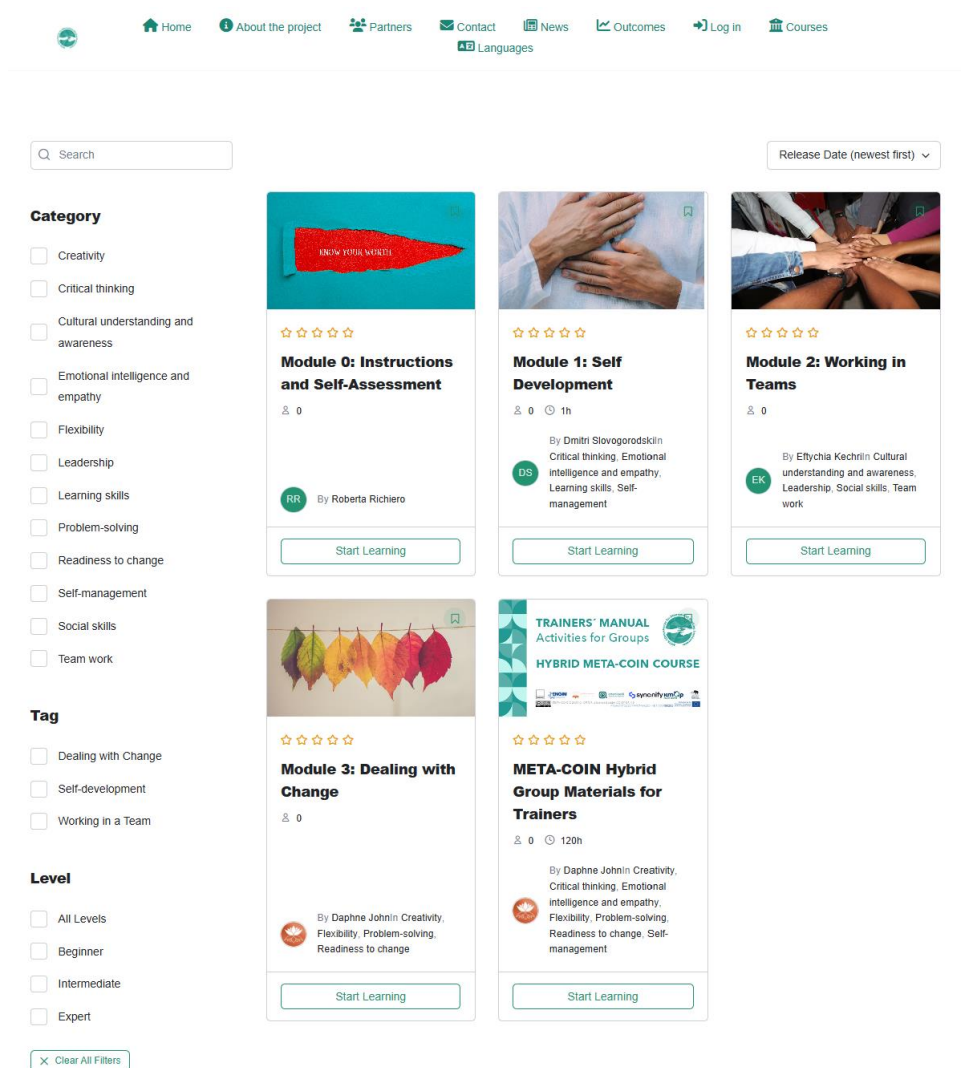 Home
About the project
Partners
Contact
News
Outcomes
Log in
Courses
Languages
Search
Release Date (newest first)
Category
Creativity
Critical thinking
Cultural understanding and
awareness
Emotional intelligence and
empathy
Flexibility
Leadership
Learning skills
Problem-solving
Readiness to change
Self-management
Social skills
Team work
Tag
Dealing with Change
Self-development
Working in a Team
Level
All Levels
Beginner
Intermediate
Expert
Clear All Filters
KNOW YOUR WORTH
Module 0: Instructions
and Self-Assessment
0
RR
By Roberta Richiero
Start Learning
Module 1: Self
Development
0 1h
DS
By Dmitri SlovogorodskiIn
Critical thinking, Emotional
intelligence and empathy,
Learning skills, Self-
management
Start Learning
Module 2: Working in
Teams
0
EK
By Eftychia KechriIn Cultural
understanding and awareness,
Leadership, Social skills, Team
work
Start Learning
Module 3: Dealing with
Change
0
By Daphne JohnIn Creativity,
Flexibility, Problem-solving,
Readiness to change
Start Learning
TRAINERS' MANUAL
Activities for Groups
HYBRID META-COIN COURSE
META-COIN Hybrid
Group Materials for
Trainers
0 120h
By Daphne JohnIn Creativity,
Critical thinking, Emotional
intelligence and empathy,
Flexibility, Problem-solving,
Readiness to change, Self-
management
Start Learning